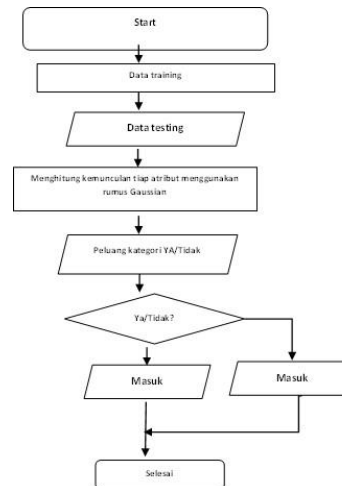 Start
Data training
Data testing
Menghitung kemunculan tiap atribut menggunakan
rumus Gaussian
Peluang kategori YA/Tidak
Ya/Tidak?
Masuk
Masuk
Selesai